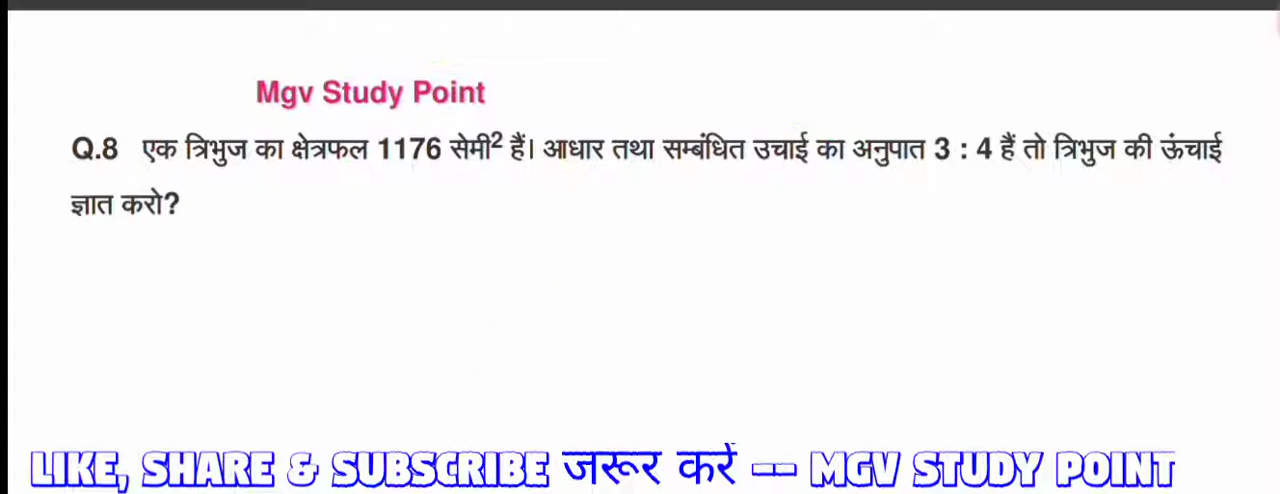 Mgv Study Point
Q.8 एक त्रिभुज का क्षेत्रफल 1176 सेमी² हैं। आधार तथा सम्बंधित उचाई का अनुपात 3 : 4 हैं तो त्रिभुज की ऊंचाई
ज्ञात करो?
LIKE, SHARE & SUBSCRIBE जरूर करें -- MGV STUDY POINT